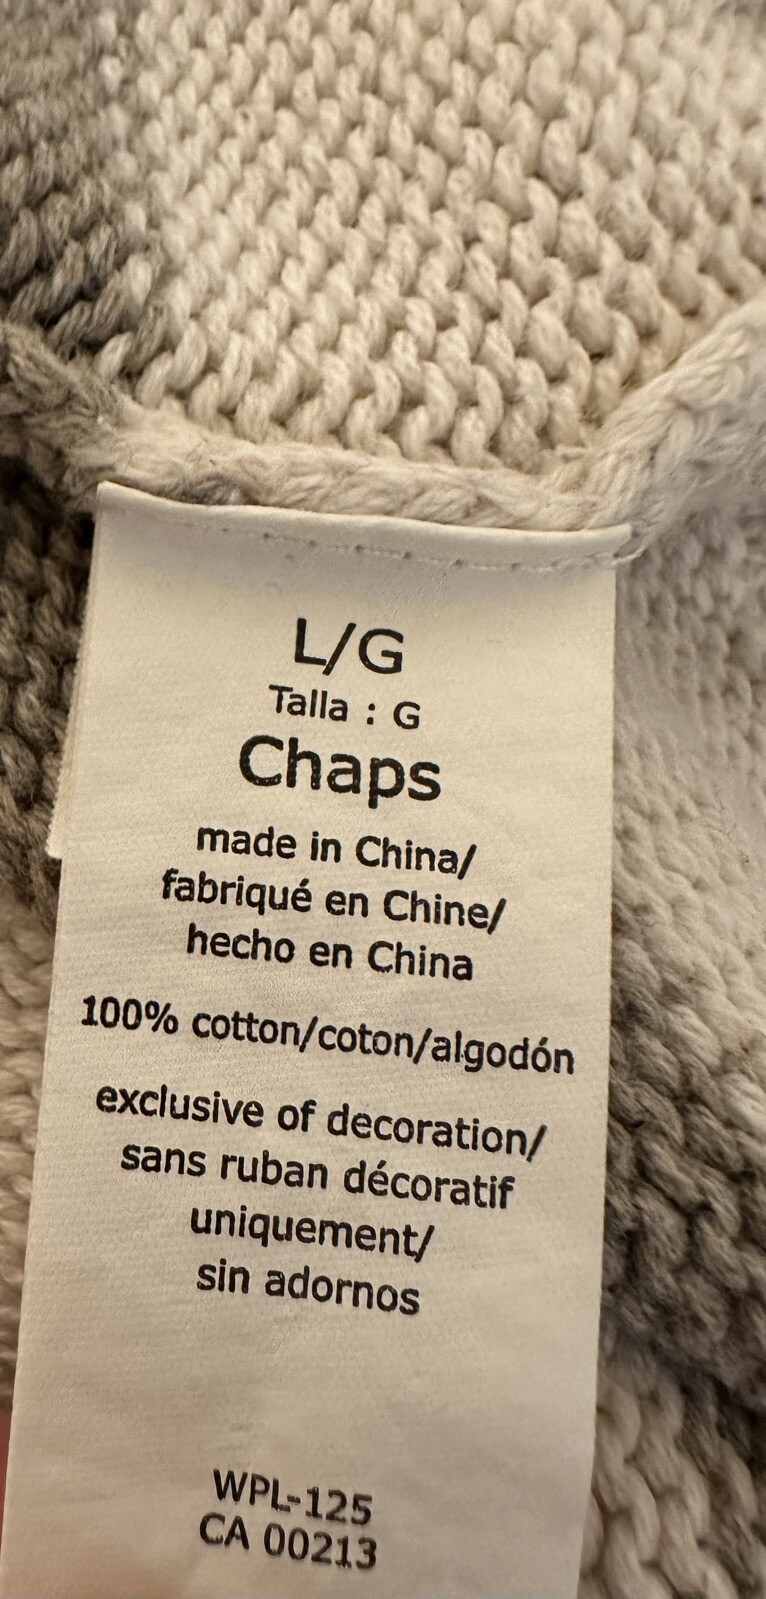 L/G
Talla : G
Chaps
made in China/
fabriqué en Chine/
hecho en China
100% cotton/coton/algodón
exclusive of decoration/
sans ruban décoratif
uniquement/
sin adornos
WPL-125
CA 00213